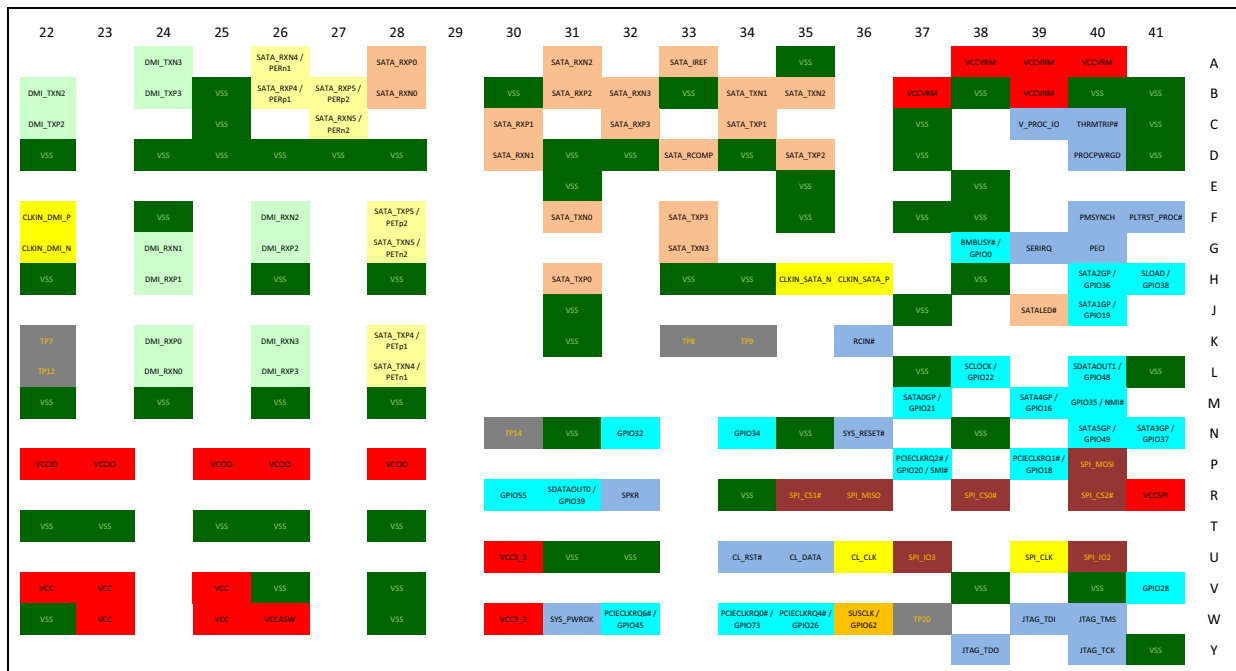 22 23 24 25 26 27 28 29 30 31 32 33 34 35 36 37 38 39 40 41
DMI_TXN3 SATA_RXN4 / PERn1 SATA_RXP0 SATA_RXN2 SATA_IREF VSS VCCVRM VCCVRM VCCVRM A
DMI_TXN2 DMI_TXP3 VSS SATA_RXP4 / PERp1 SATA_RXP5 / PERp2 SATA_RXN0 VSS SATA_RXP2 SATA_RXN3 VSS SATA_TXN1 SATA_TXN2 VCCVRM VSS VCCVRM VSS VSS B
DMI_TXP2 VSS SATA_RXN5 / PERn2 SATA_RXP1 SATA_RXP3 SATA_TXP1 VSS V_PROC_IO THRMTRIP# VSS C
VSS VSS VSS VSS VSS VSS SATA_RXN1 VSS VSS SATA_RCOMP VSS SATA_TXP2 VSS PROCPWRGD VSS D
VSS VSS VSS E
CLKIN_DMI_P VSS DMI_RXN2 SATA_TXP5 / PETp2 SATA_TXN0 SATA_TXP3 VSS VSS VSS PMSYNCH PLTRST_PROC# F
CLKIN_DMI_N DMI_RXN1 DMI_RXP2 SATA_TXN5 / PETn2 SATA_TXN3 BMBUSY# / GPIO0 SERIRQ PECI G
VSS DMI_RXP1 VSS VSS SATA_TXP0 VSS VSS CLKIN_SATA_N CLKIN_SATA_P VSS SATA2GP / GPIO36 SLOAD / GPIO38 H
VSS VSS SATALED# SATA1GP / GPIO19 J
TP7 DMI_RXP0 DMI_RXN3 SATA_TXP4 / PETp1 VSS TP8 TP9 RCIN# K
TP12 DMI_RXN0 DMI_RXP3 SATA_TXN4 / PETn1 VSS SCLOCK / GPIO22 SDATAOUT1 / GPIO48 VSS L
VSS VSS VSS VSS SATA0GP / GPIO21 SATA4GP / GPIO16 GPIO35 / NMI# M
TP14 VSS GPIO32 GPIO34 VSS SYS_RESET# VSS SATA5GP / GPIO49 SATA3GP / GPIO37 N
VCCIO VCCIO VCCIO VCCIO VCCIO PCIECLKRQ2# / GPIO20 / SMI# PCIECLKRQ1# / GPIO18 SPI_MOSI P
GPIO55 SDATAOUT0 / GPIO39 SPKR VSS SPI_CS1# SPI_MISO SPI_CS0# SPI_CS2# VCCSPI R
VSS VSS VSS VSS VSS T
VCC3_3 VSS VSS CL_RST# CL_DATA CL_CLK SPI_IO3 SPI_CLK SPI_IO2 U
VCC VCC VCC VSS VSS VSS VSS GPIO28 V
VSS VCC VCC VCCASW VSS VCC3_3 SYS_PWROK PCIECLKRQ6# / GPIO45 PCIECLKRQ0# / GPIO73 PCIECLKRQ4# / GPIO26 SUSCLK / GPIO62 TP20 JTAG_TDI JTAG_TMS W
JTAG_TDO JTAG_TCK VSS Y